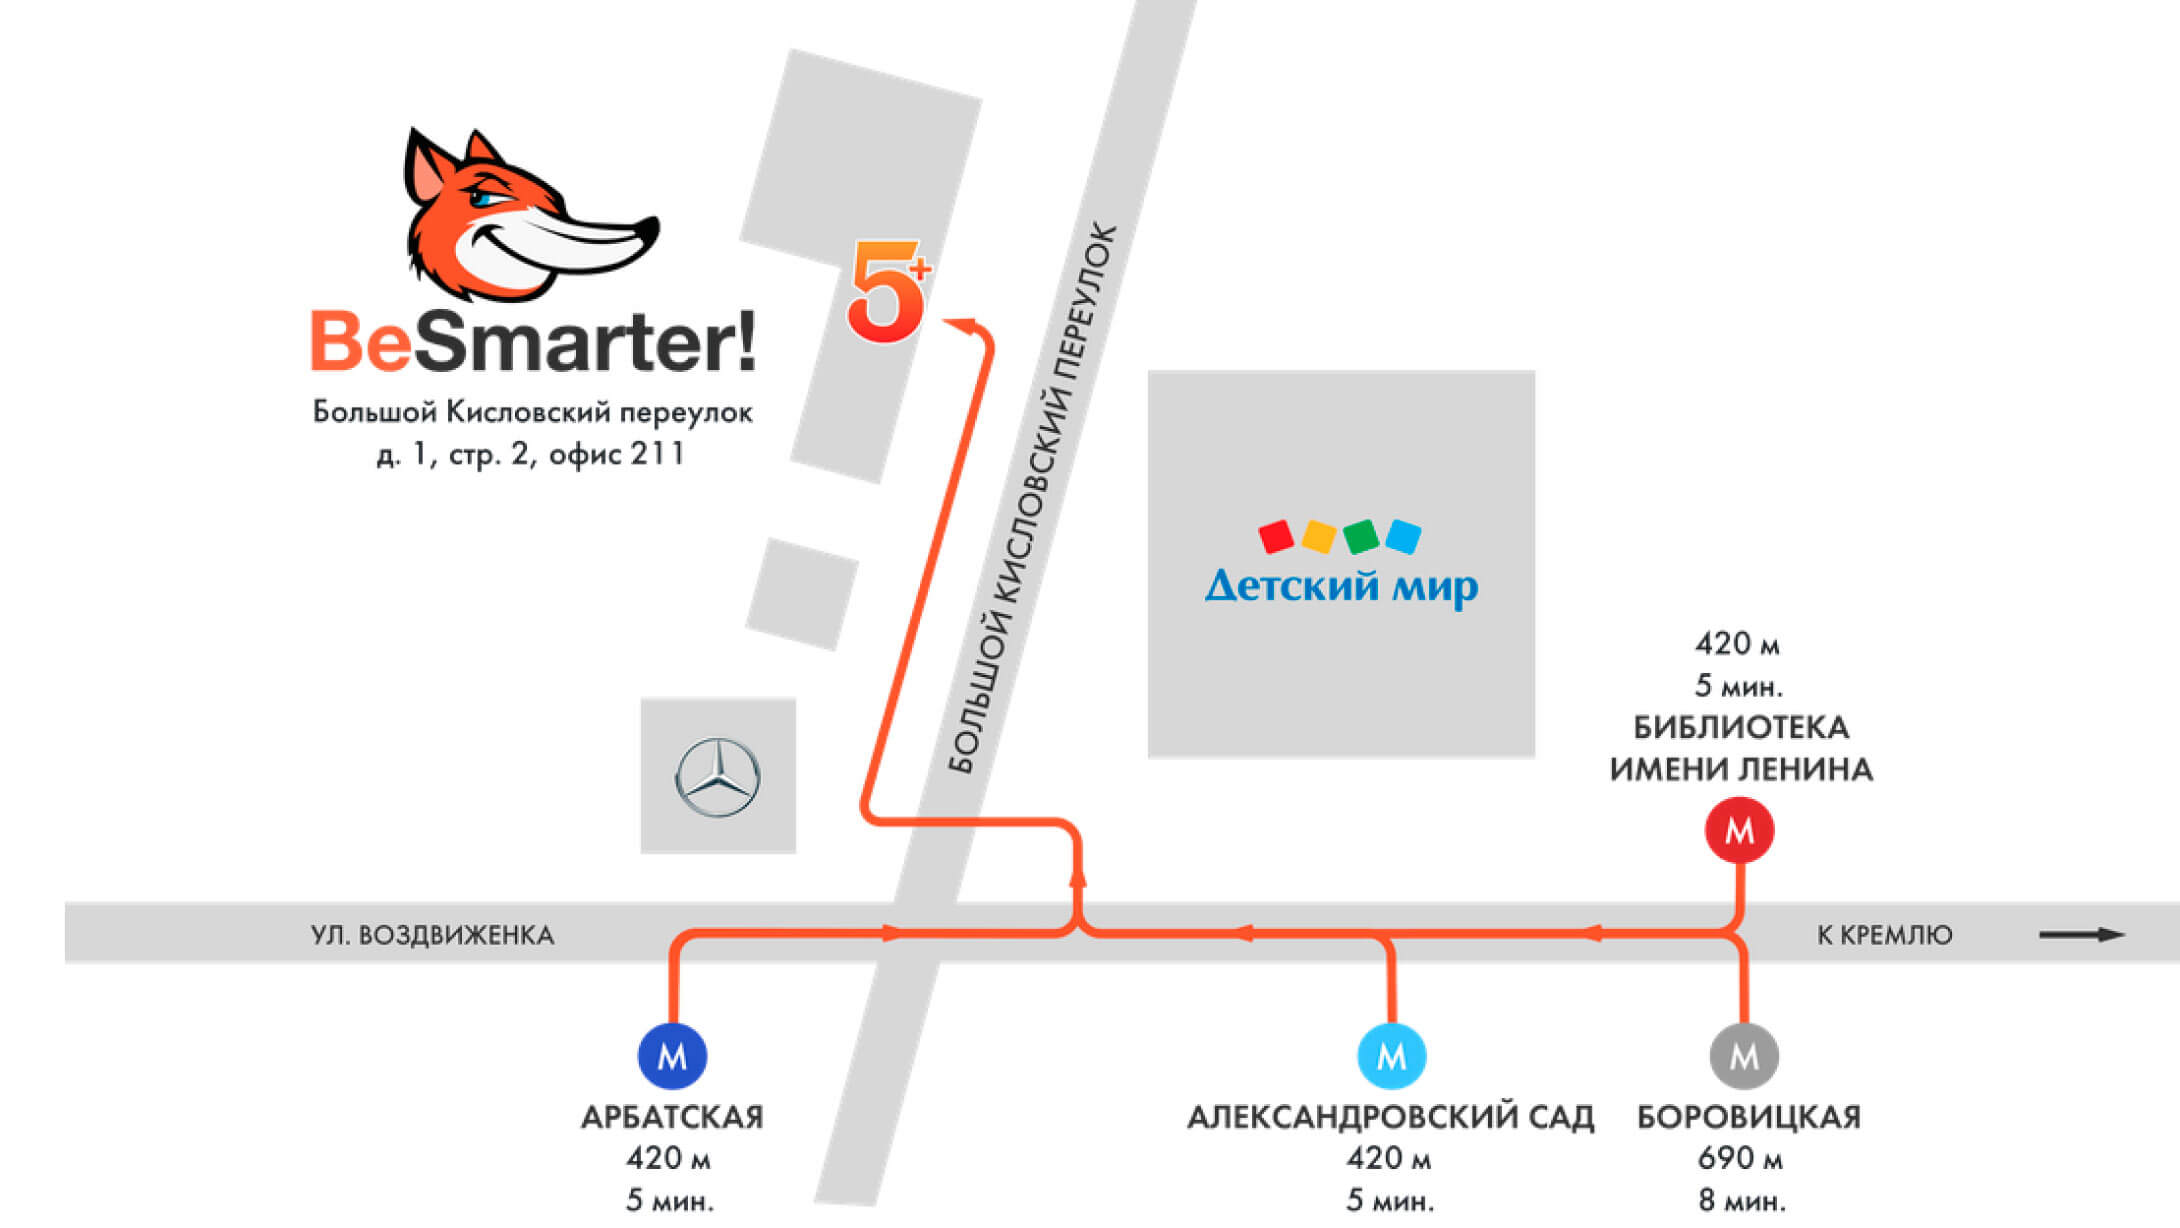 5+
BeSmarter!
Большой Кисловский переулок
д. 1, стр. 2, офис 211
БОЛЬШОЙ КИСЛОВСКИЙ ПЕРЕУЛОК
Детский мир
420 м
5 мин.
БИБЛИОТЕКА
ИМЕНИ ЛЕНИНА
М
УЛ. ВОЗДВИЖЕНКА
К КРЕМЛЮ
М
АРБАТСКАЯ
420 м
5 мин.
М
АЛЕКСАНДРОВСКИЙ САД
420 м
5 мин.
М
БОРОВИЦКАЯ
690 м
8 мин.